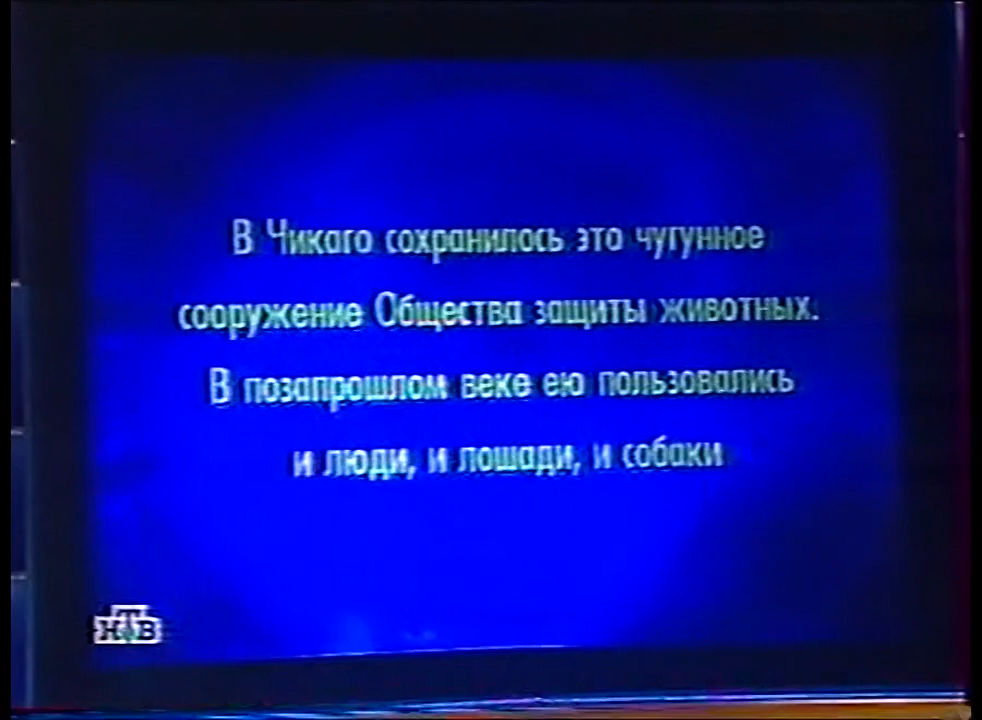 В Чикаго сохранилось это чугунное
сооружение Общества защиты животных.
В позапрошлом веке ею пользовались
и люди, и лошади, и собаки
НТВ